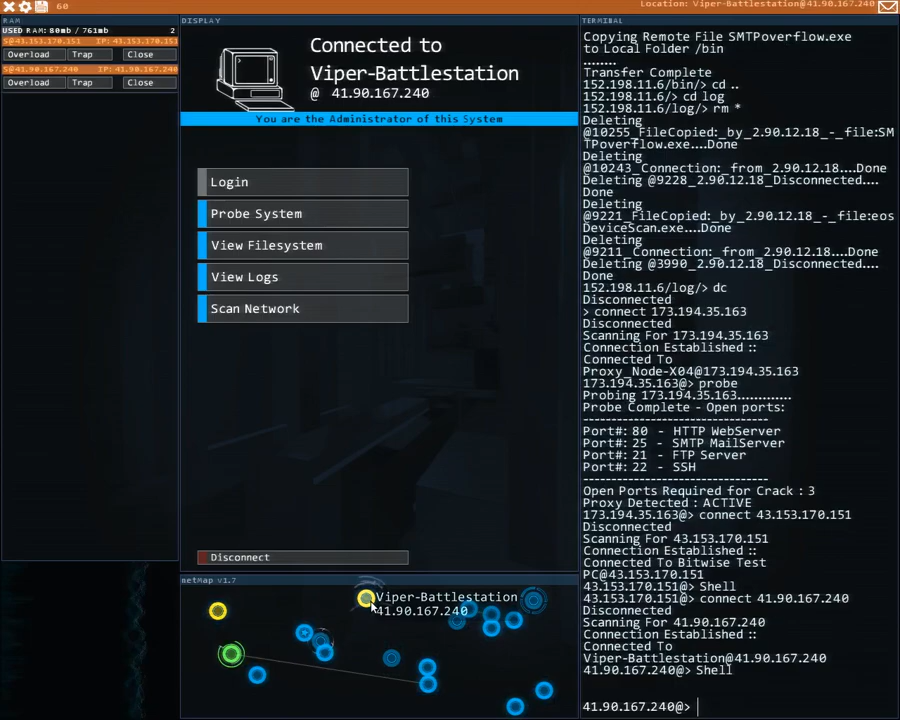 60
Location: Viper-Battlestation@41.90.167.240
RAM
USED RAM: 80mb / 761mb 2
S@43.153.170.151 IP: 43.153.170.151
Overload Trap Close
S@41.90.167.240 IP: 41.90.167.240
Overload Trap Close
DISPLAY
Connected to
Viper-Battlestation
@ 41.90.167.240
You are the Administrator of this System
Login
Probe System
View Filesystem
View Logs
Scan Network
Disconnect
netMap v1.7
Viper-Battlestation
41.90.167.240
TERMINAL
Copying Remote File SMTPoverflow.exe
to Local Folder /bin
........
Transfer Complete
152.198.11.6/bin/> cd ..
152.198.11.6/> cd log
152.198.11.6/log/> rm *
Deleting
@10255_FileCopied:_by_2.90.12.18_-_file:SM
TPoverflow.exe....Done
Deleting
@10243_Connection:_from_2.90.12.18....Done
Deleting @9228_2.90.12.18_Disconnected....
Done
Deleting
@9221_FileCopied:_by_2.90.12.18_-_file:eos
DeviceScan.exe....Done
Deleting
@9211_Connection:_from_2.90.12.18....Done
Deleting @3990_2.90.12.18_Disconnected....
Done
152.198.11.6/log/> dc
Disconnected
> connect 173.194.35.163
Disconnected
Scanning For 173.194.35.163
Connection Established ::
Connected To
Proxy_Node-X04@173.194.35.163
173.194.35.163@> probe
Probing 173.194.35.163.............
Probe Complete - Open ports:
---------------------------------
Port#: 80 - HTTP WebServer
Port#: 25 - SMTP MailServer
Port#: 21 - FTP Server
Port#: 22 - SSH
---------------------------------
Open Ports Required for Crack : 3
Proxy Detected : ACTIVE
173.194.35.163@> connect 43.153.170.151
Disconnected
Scanning For 43.153.170.151
Connection Established ::
Connected To Bitwise Test
PC@43.153.170.151
43.153.170.151@> Shell
43.153.170.151@> connect 41.90.167.240
Disconnected
Scanning For 41.90.167.240
Connection Established ::
Connected To
Viper-Battlestation@41.90.167.240
41.90.167.240@> Shell
41.90.167.240@>